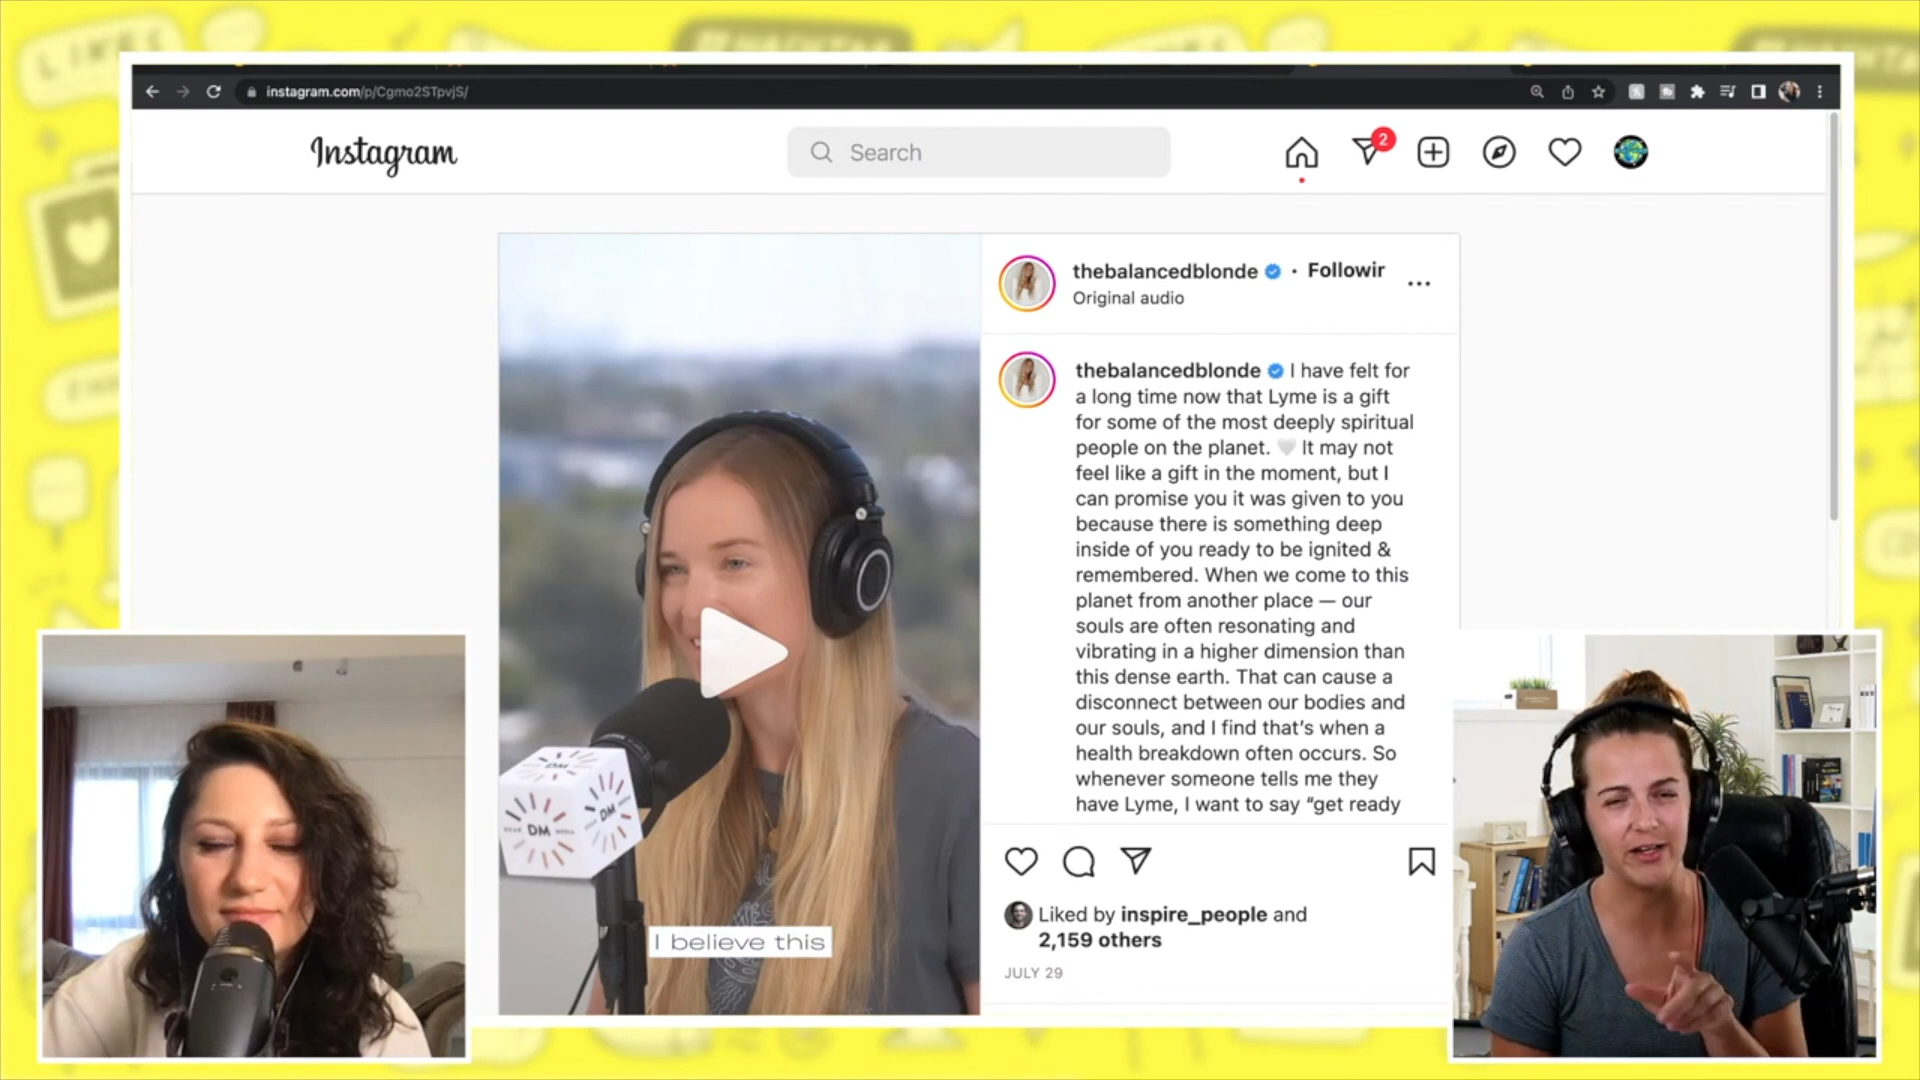 LIKES
instagram.com/p/Cgmo2STpvjS/
Instagram
Search
2
thebalancedblonde • Followir
Original audio
thebalancedblonde I have felt for
a long time now that Lyme is a gift
for some of the most deeply spiritual
people on the planet. 🤍 It may not
feel like a gift in the moment, but I
can promise you it was given to you
because there is something deep
inside of you ready to be ignited &
remembered. When we come to this
planet from another place — our
souls are often resonating and
vibrating in a higher dimension than
this dense earth. That can cause a
disconnect between our bodies and
our souls, and I find that's when a
health breakdown often occurs. So
whenever someone tells me they
have Lyme, I want to say “get ready
DM
DM
I believe this
Liked by inspire_people and
2,159 others
JULY 29